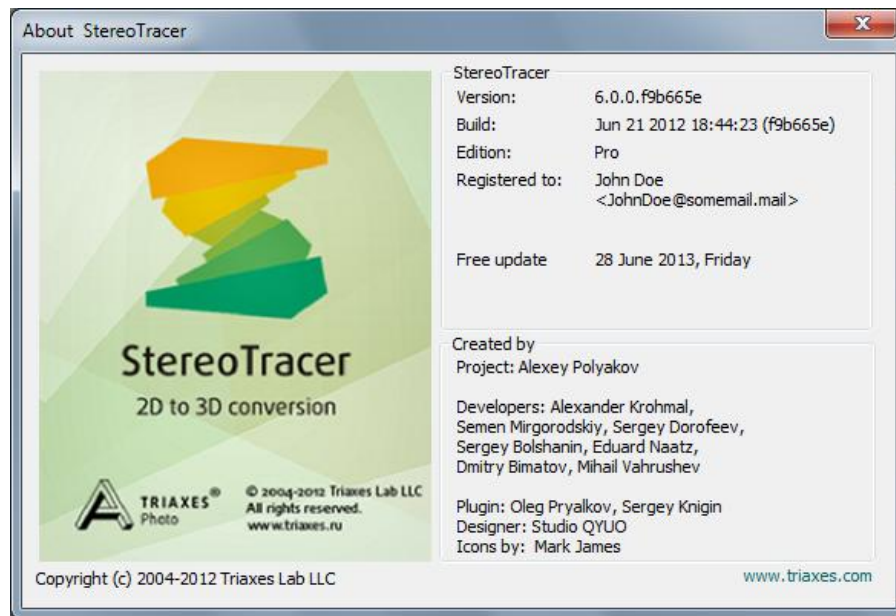 About StereoTracer
StereoTracer
2D to 3D conversion
TRIAXES®
Photo
© 2004-2012 Triaxes Lab LLC
All rights reserved.
www.triaxes.ru
StereoTracer
Version: 6.0.0.f9b665e
Build: Jun 21 2012 18:44:23 (f9b665e)
Edition: Pro
Registered to: John Doe
<JohnDoe@somemail.mail>
Free update 28 June 2013, Friday
Created by
Project: Alexey Polyakov
Developers: Alexander Krohmal,
Semen Mirgorodskiy, Sergey Dorofeev,
Sergey Bolshanin, Eduard Naatz,
Dmitry Bimatov, Mihail Vahrushev
Plugin: Oleg Pryalkov, Sergey Knigin
Designer: Studio QYUO
Icons by: Mark James
Copyright (c) 2004-2012 Triaxes Lab LLC
www.triaxes.com